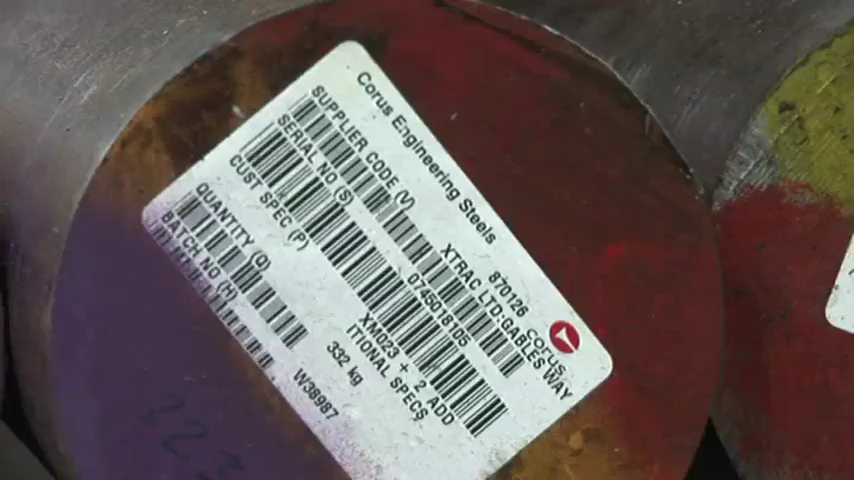 Corus Engineering Steels
SUPPLIER CODE (V)
870126
corus
XTRAC LTD:GABLES WAY
SERIAL NO (S)
0745018105
CUST SPEC (P)
XM023 + 2 ADD
ITIONAL SPECS
QUANTITY (Q)
332 kg
BATCH NO (H)
W38987